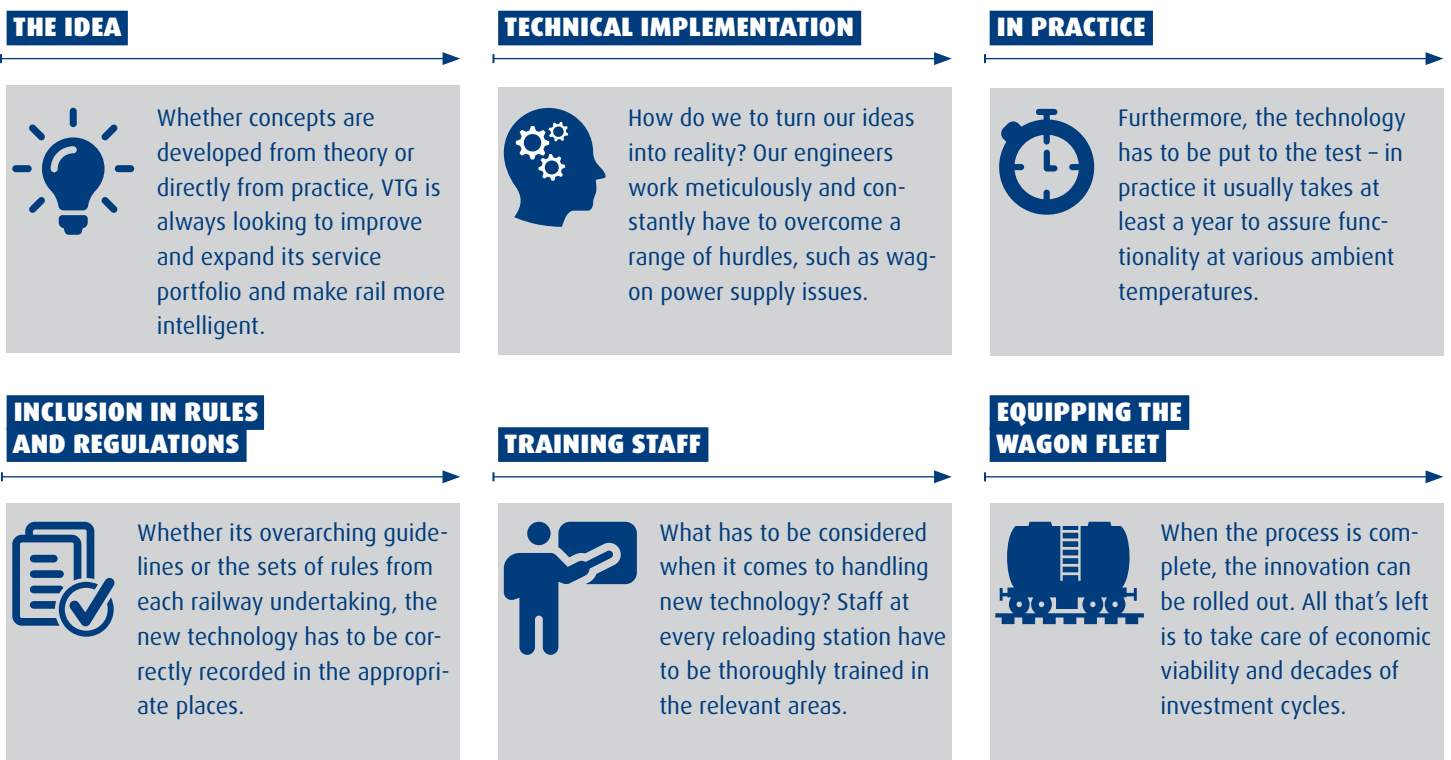 THE IDEA
Whether concepts are
developed from theory or
directly from practice, VTG is
always looking to improve
and expand its service
portfolio and make rail more
intelligent.
TECHNICAL IMPLEMENTATION
How do we to turn our ideas
into reality? Our engineers
work meticulously and con-
stantly have to overcome a
range of hurdles, such as wag-
on power supply issues.
IN PRACTICE
Furthermore, the technology
has to be put to the test – in
practice it usually takes at
least a year to assure func-
tionality at various ambient
temperatures.
INCLUSION IN RULES
AND REGULATIONS
Whether its overarching guide-
lines or the sets of rules from
each railway undertaking, the
new technology has to be cor-
rectly recorded in the appropri-
ate places.
TRAINING STAFF
What has to be considered
when it comes to handling
new technology? Staff at
every reloading station have
to be thoroughly trained in
the relevant areas.
EQUIPPING THE
WAGON FLEET
When the process is com-
plete, the innovation can
be rolled out. All that’s left
is to take care of economic
viability and decades of
investment cycles.